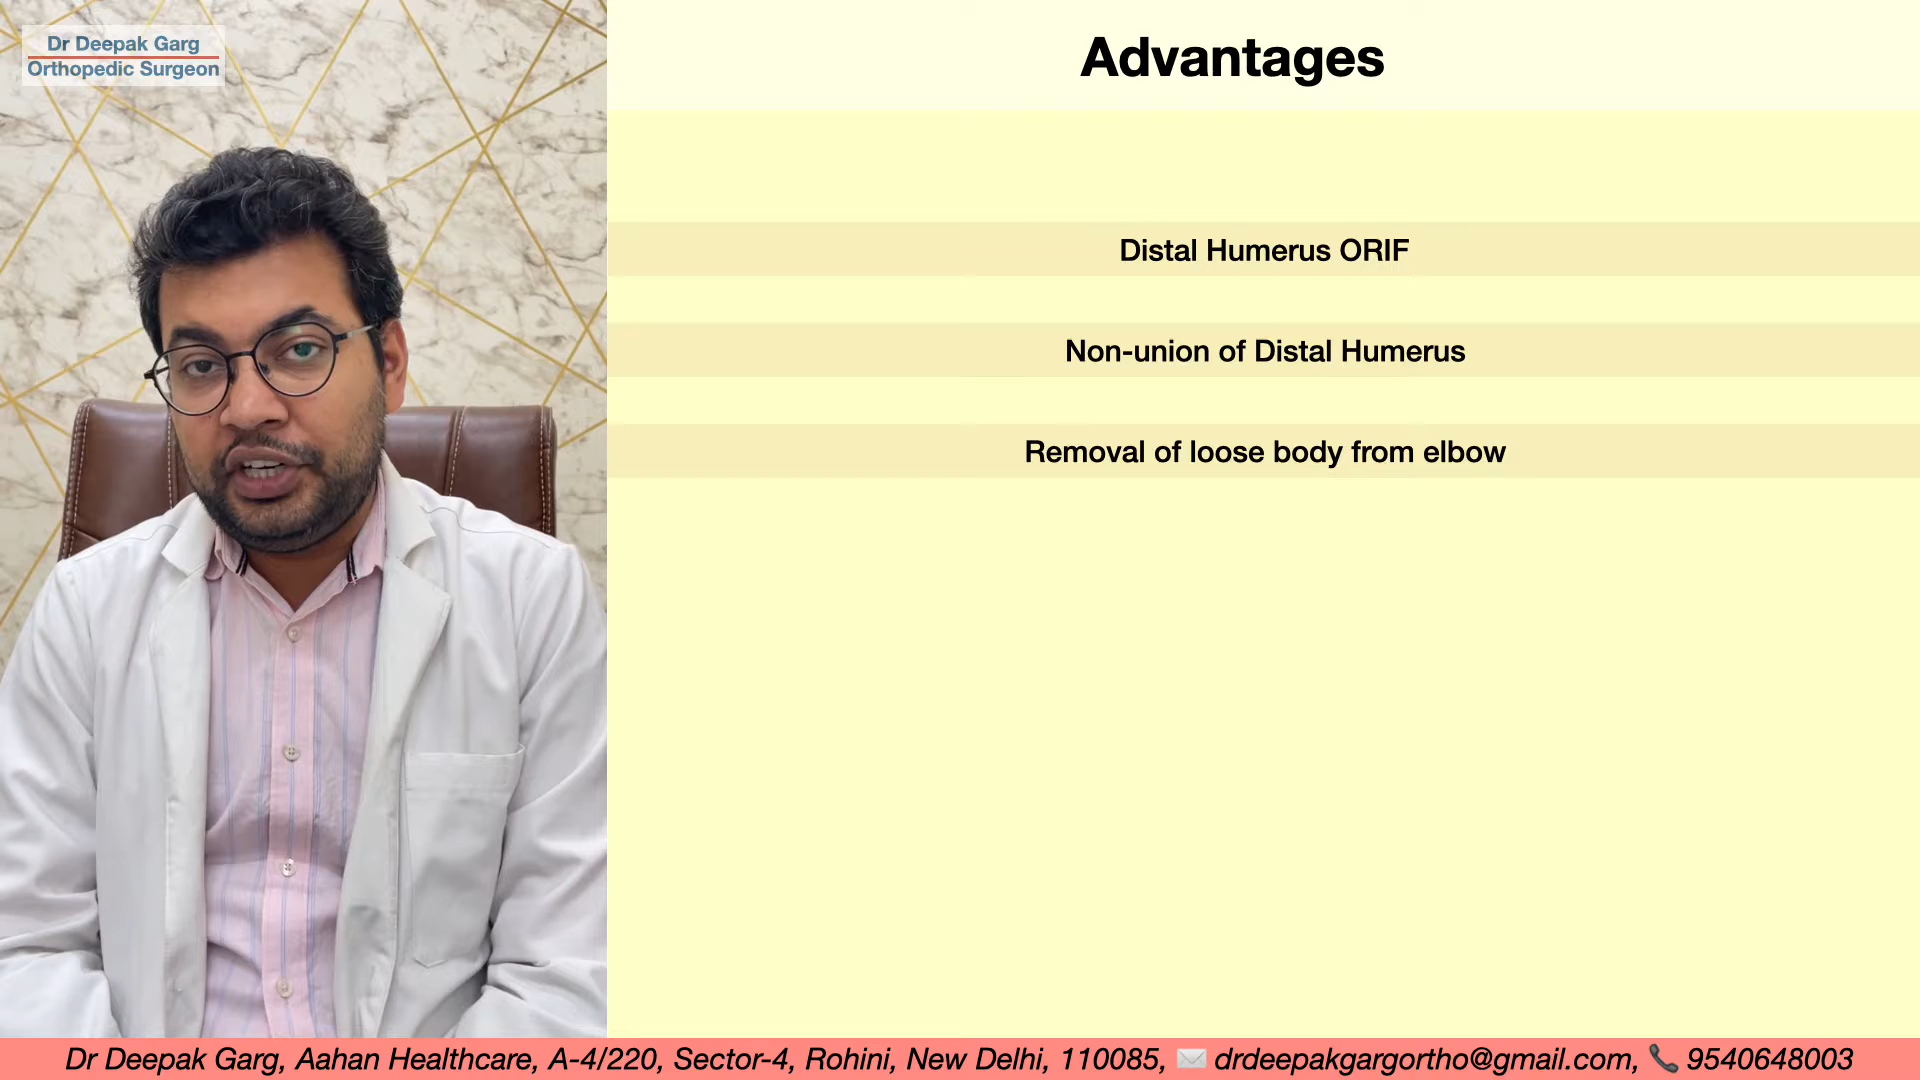 Dr Deepak Garg
Orthopedic Surgeon
Advantages
Distal Humerus ORIF
Non-union of Distal Humerus
Removal of loose body from elbow
Dr Deepak Garg, Aahan Healthcare, A-4/220, Sector-4, Rohini, New Delhi, 110085, ✉️ drdeepakgargortho@gmail.com, 📞 9540648003